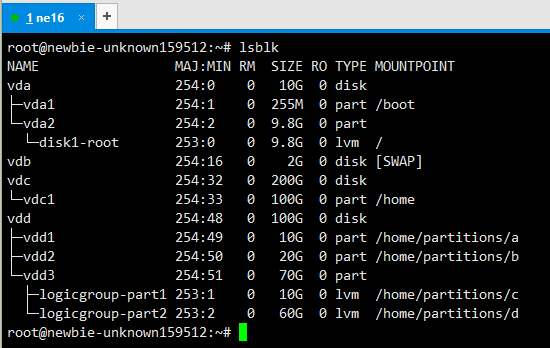 1 ne16 × +
root@newbie-unknown159512:~# lsblk
NAME                  MAJ:MIN RM  SIZE RO TYPE MOUNTPOINT
vda                   254:0    0   10G  0 disk
├─vda1                254:1    0  255M  0 part /boot
└─vda2                254:2    0  9.8G  0 part
  └─disk1-root        253:0    0  9.8G  0 lvm  /
vdb                   254:16   0    2G  0 disk [SWAP]
vdc                   254:32   0  200G  0 disk
└─vdc1                254:33   0  100G  0 part /home
vdd                   254:48   0  100G  0 disk
├─vdd1                254:49   0   10G  0 part /home/partitions/a
├─vdd2                254:50   0   20G  0 part /home/partitions/b
└─vdd3                254:51   0   70G  0 part
  ├─logicgroup-part1 253:1    0   10G  0 lvm  /home/partitions/c
  └─logicgroup-part2 253:2    0   60G  0 lvm  /home/partitions/d
root@newbie-unknown159512:~#